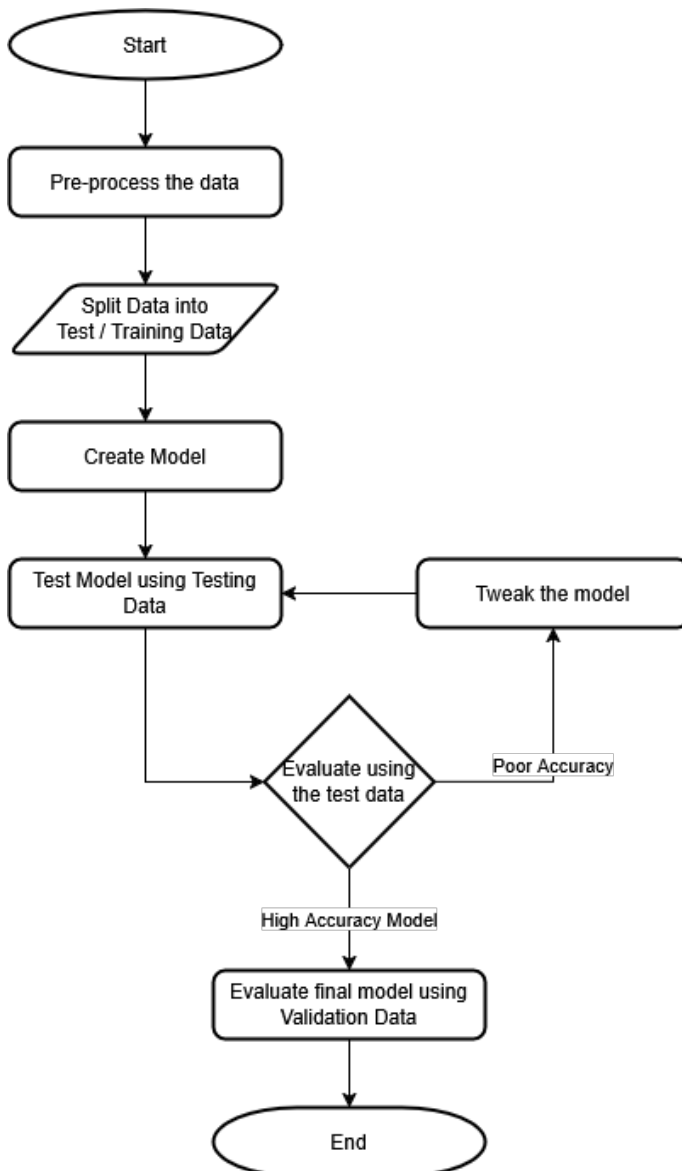 Start
Pre-process the data
Split Data into
Test / Training Data
Create Model
Test Model using Testing
Data
Tweak the model
Evaluate using
the test data
Poor Accuracy
High Accuracy Model
Evaluate final model using
Validation Data
End